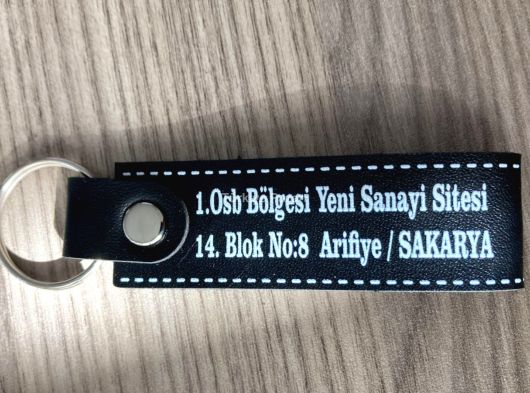 1.Osb Bölgesi Yeni Sanayi Sitesi
14. Blok No:8 Arifiye / SAKARYA